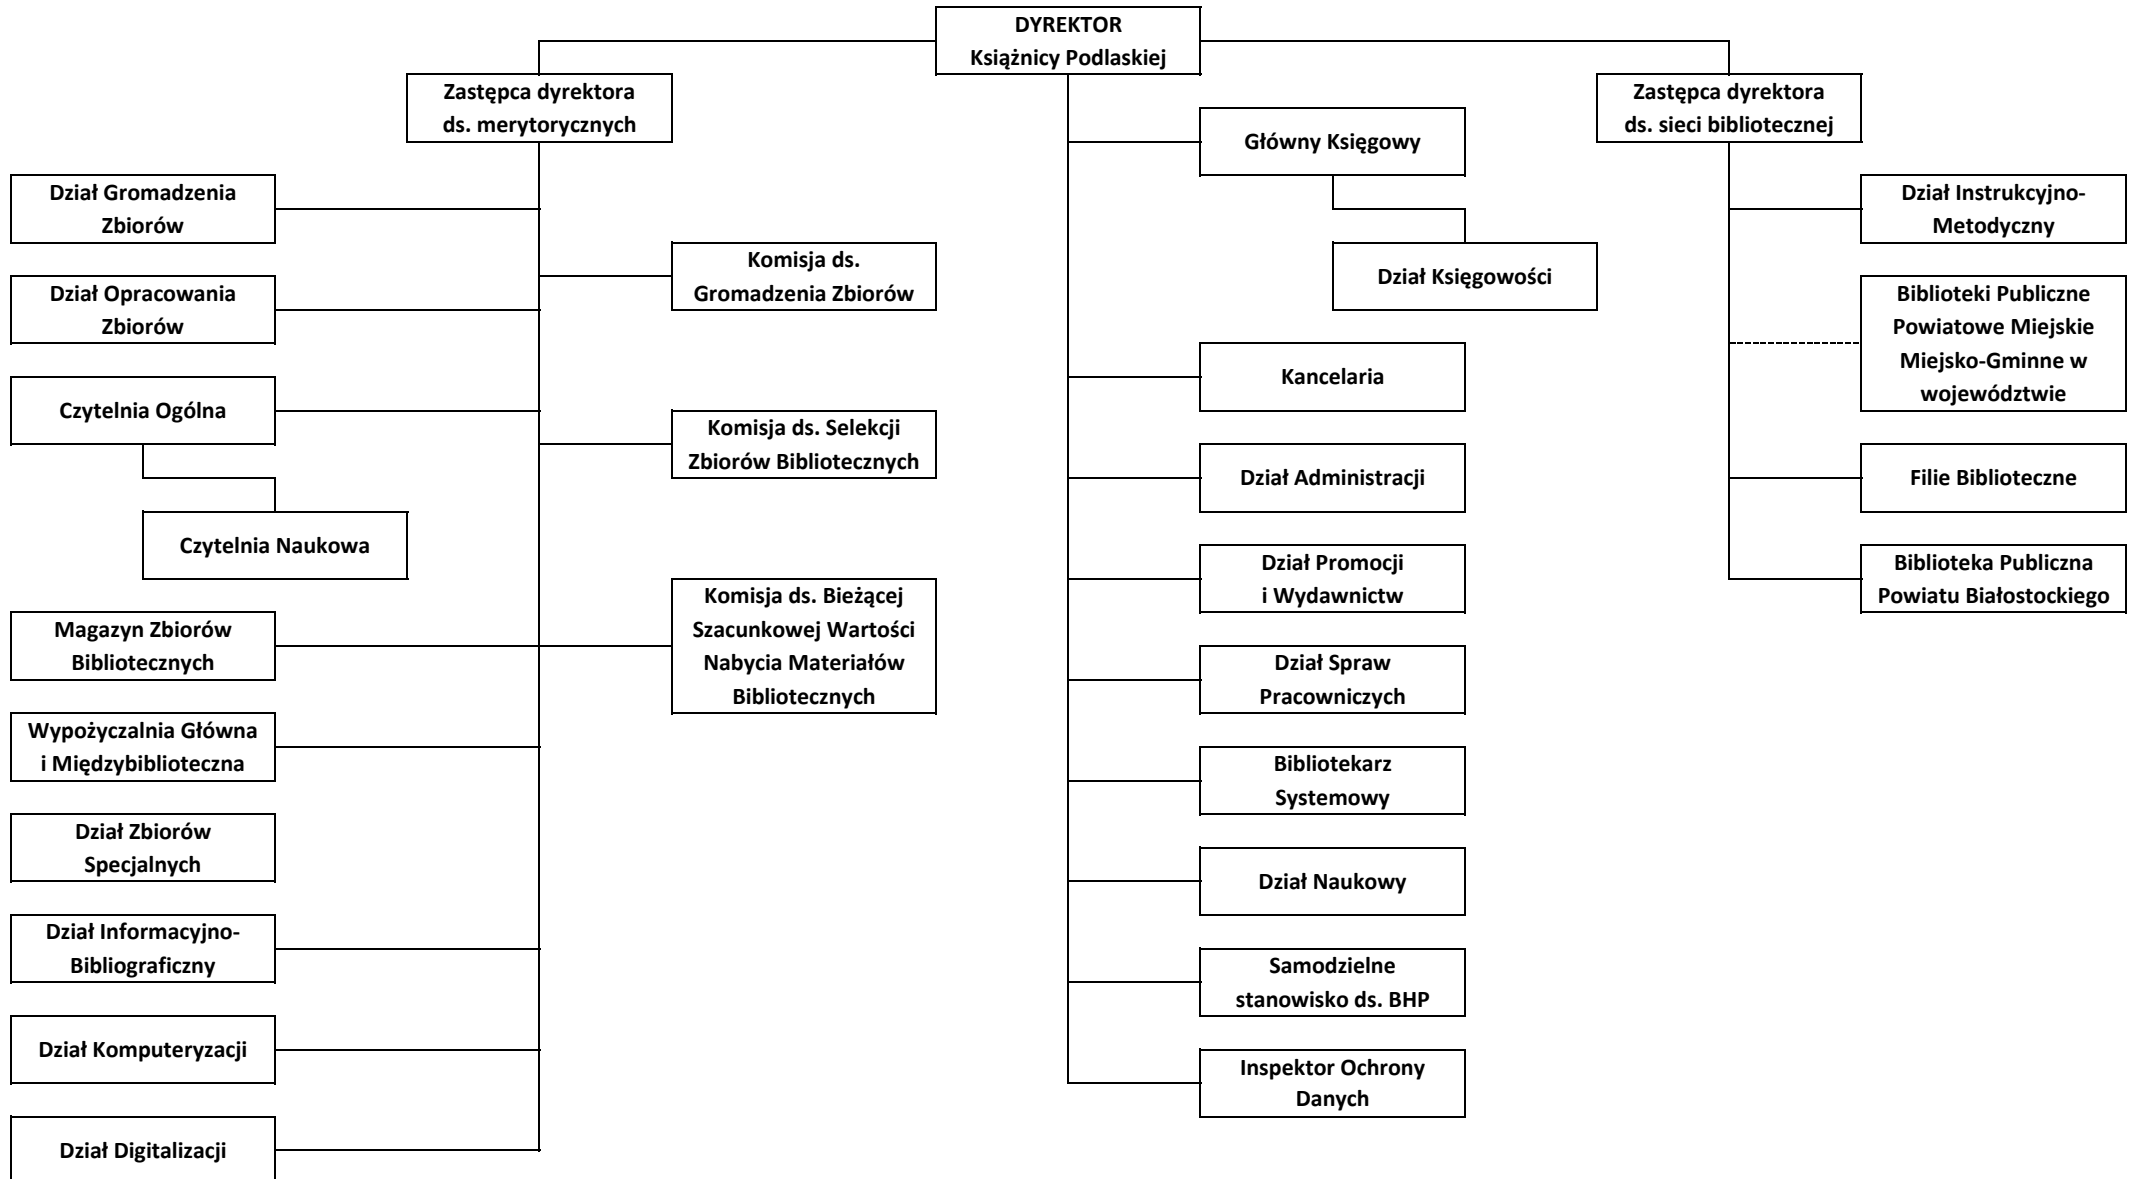 DYREKTOR
Książnicy Podlaskiej
Zastępca dyrektora
ds. merytorycznych
Dział Gromadzenia
Zbiorów
Dział Opracowania
Zbiorów
Czytelnia Ogólna
Czytelnia Naukowa
Magazyn Zbiorów
Bibliotecznych
Wypożyczalnia Główna
i Międzybiblioteczna
Dział Zbiorów
Specjalnych
Dział Informacyjno-
Bibliograficzny
Dział Komputeryzacji
Dział Digitalizacji
Komisja ds.
Gromadzenia Zbiorów
Komisja ds. Selekcji
Zbiorów Bibliotecznych
Komisja ds. Bieżącej
Szacunkowej Wartości
Nabycia Materiałów
Bibliotecznych
Główny Księgowy
Dział Księgowości
Kancelaria
Dział Administracji
Dział Promocji
i Wydawnictw
Dział Spraw
Pracowniczych
Bibliotekarz
Systemowy
Dział Naukowy
Samodzielne
stanowisko ds. BHP
Inspektor Ochrony
Danych
Zastępca dyrektora
ds. sieci bibliotecznej
Dział Instrukcyjno-
Metodyczny
Biblioteki Publiczne
Powiatowe Miejskie
Miejsko-Gminne w
województwie
Filie Biblioteczne
Biblioteka Publiczna
Powiatu Białostockiego